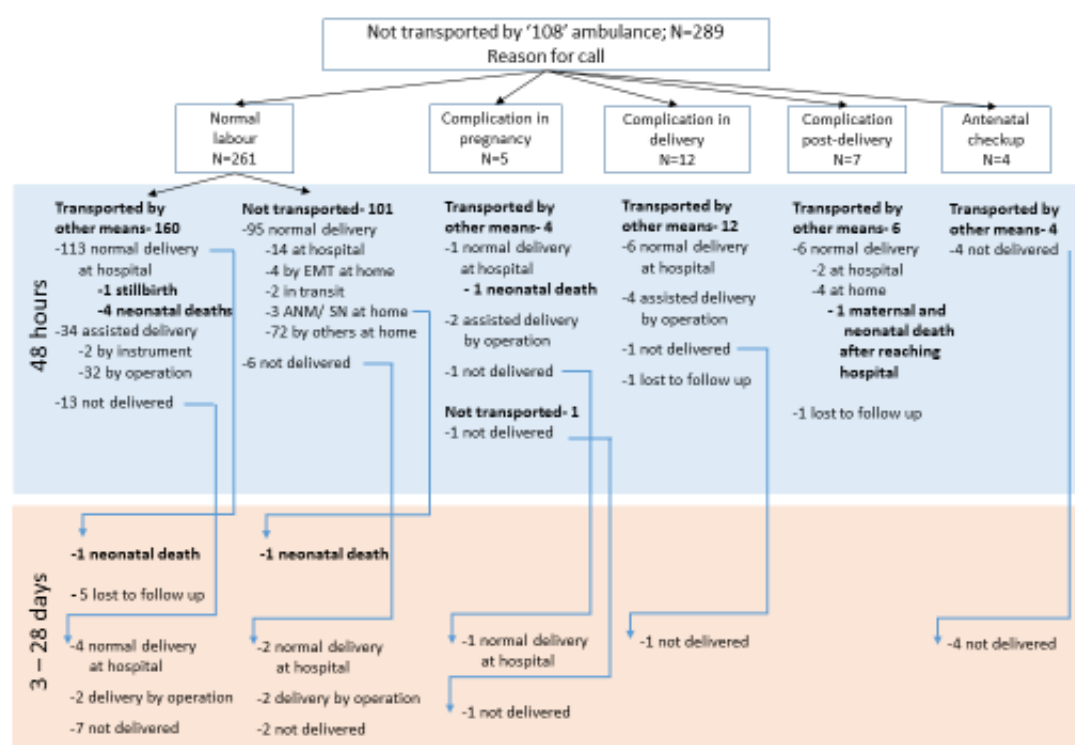 Not transported by ‘108’ ambulance; N=289
Reason for call
Normal
labour
N=261
Complication in
pregnancy
N=5
Complication in
delivery
N=12
Complication
post-delivery
N=7
Antenatal
checkup
N=4
48 hours
Transported by
other means- 160
-113 normal delivery
at hospital
-1 stillbirth
-4 neonatal deaths
-34 assisted delivery
-2 by instrument
-32 by operation
-13 not delivered
Not transported- 101
-95 normal delivery
-14 at hospital
-4 by EMT at home
-2 in transit
-3 ANM/ SN at home
-72 by others at home
-6 not delivered
Transported by
other means- 4
-1 normal delivery
at hospital
- 1 neonatal death
-2 assisted delivery
by operation
-1 not delivered
Not transported- 1
-1 not delivered
Transported by
other means- 12
-6 normal delivery
at hospital
-4 assisted delivery
by operation
-1 not delivered
-1 lost to follow up
Transported by
other means- 6
-6 normal delivery
-2 at hospital
-4 at home
- 1 maternal and
neonatal death
after reaching
hospital
-1 lost to follow up
Transported by
other means- 4
-4 not delivered
3 – 28 days
-1 neonatal death
- 5 lost to follow up
-4 normal delivery
at hospital
-2 delivery by operation
-7 not delivered
-1 neonatal death
-2 normal delivery
at hospital
-2 delivery by operation
-2 not delivered
-1 normal delivery
at hospital
-1 not delivered
-1 not delivered
-4 not delivered